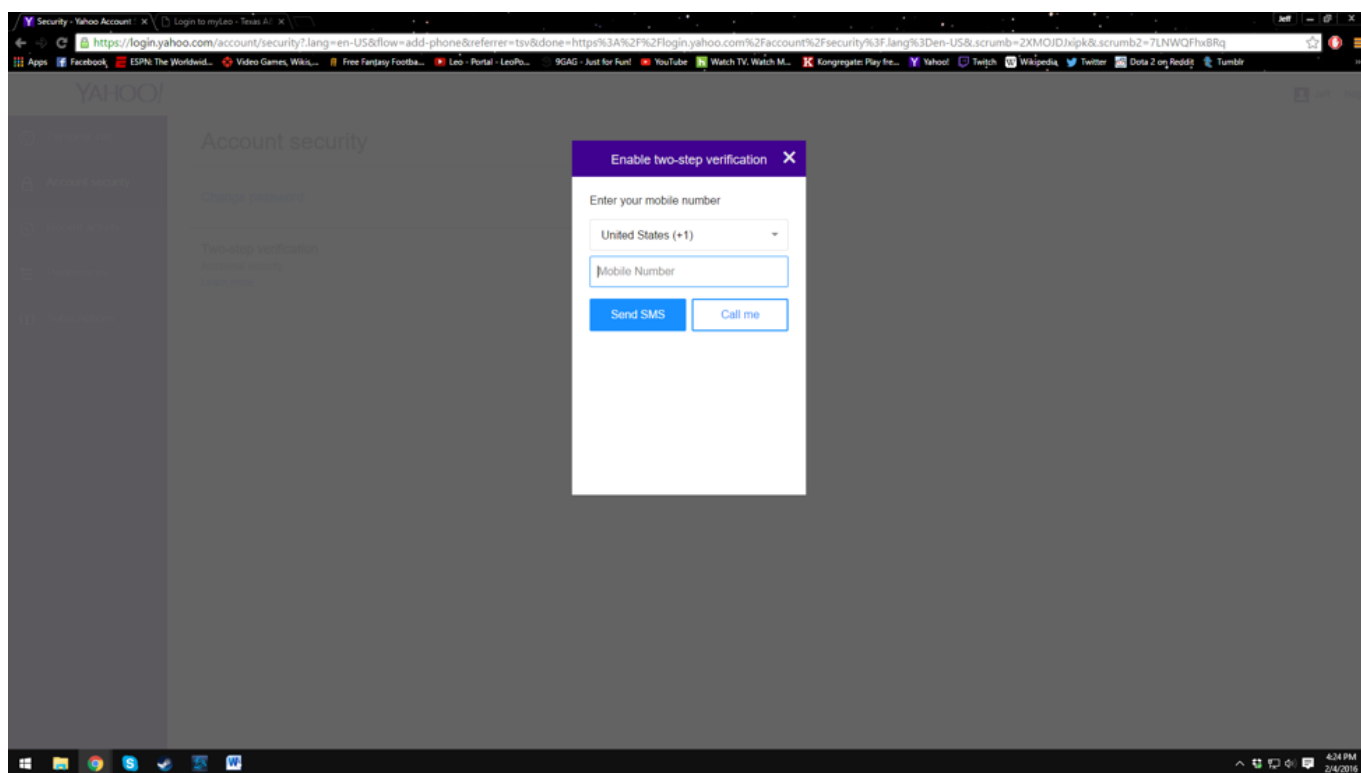 Security - Yahoo Account
Login to myLeo - Texas A&
Jeff
https://login.yahoo.com/account/security?.lang=en-US&flow=add-phone&referrer=tsv&done=https%3A%2F%2Flogin.yahoo.com%2Faccount%2Fsecurity%3F.lang%3Den-US&.scrumb=2XMOJDJxipk&.scrumb2=7LNWQFhxBRq
Apps Facebook ESPN: The Worldwid... Video Games, Wikis,... Free Fantasy Footba... Leo - Portal - LeoPo... 9GAG - Just for Fun! YouTube Watch TV. Watch M... Kongregate: Play fre... Yahoo! Twitch Wikipedia Twitter Dota 2 on Reddit Tumblr
YAHOO!
Account security
Enable two-step verification
Account security
Change password
Enter your mobile number
United States (+1)
Two-step verification
Mobile Number
Send SMS Call me
4:24 PM
2/4/2016